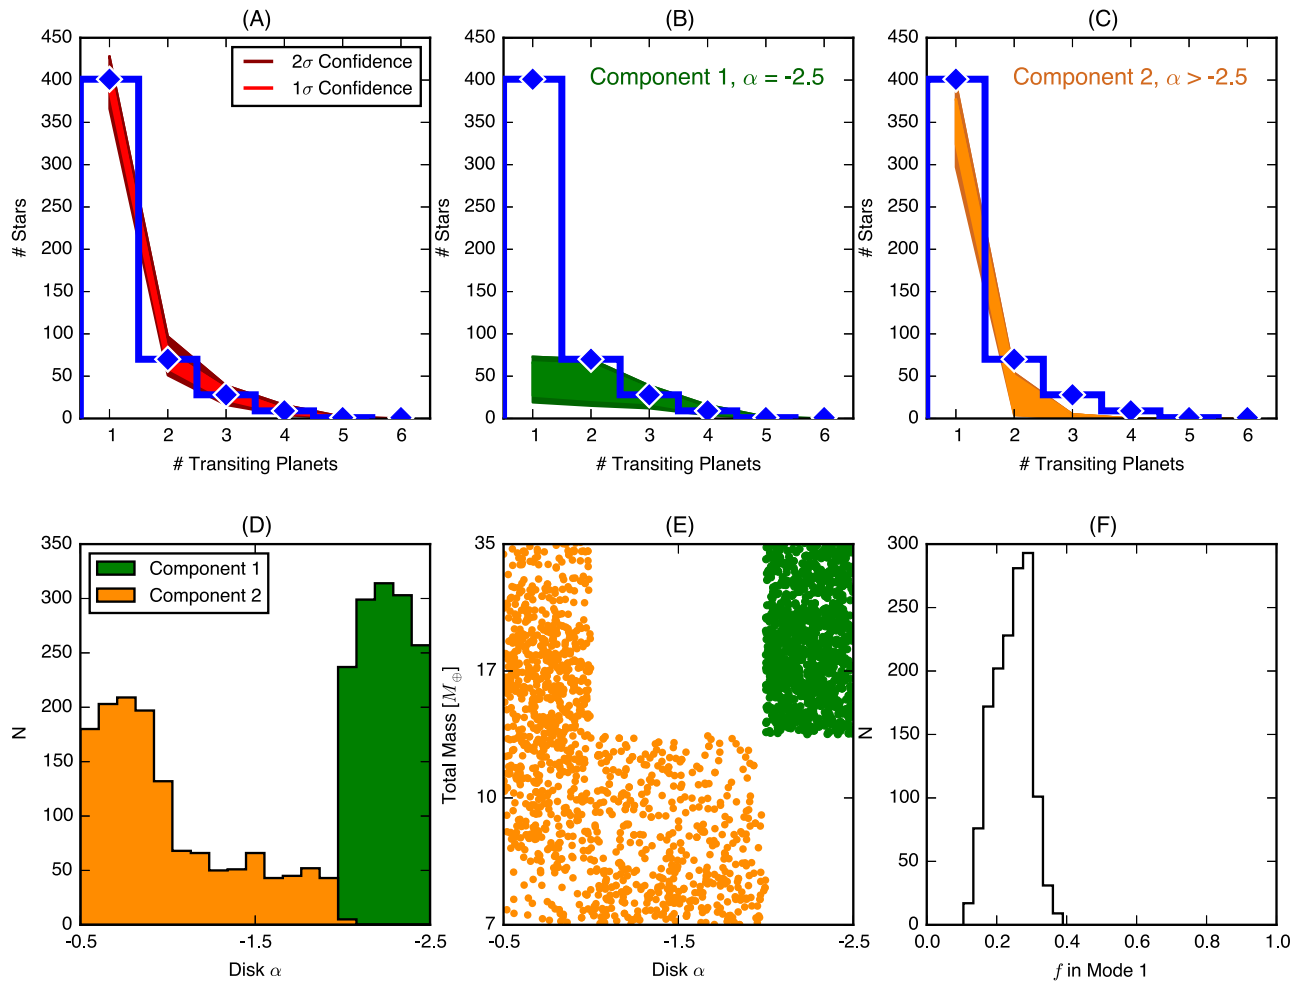 (A)
450
400
350
300
250
200
150
100
50
0
# Stars
2σ Confidence
1σ Confidence
1 2 3 4 5 6
# Transiting Planets
(B)
450
400
350
300
250
200
150
100
50
0
# Stars
Component 1, α = -2.5
1 2 3 4 5 6
# Transiting Planets
(C)
450
400
350
300
250
200
150
100
50
0
# Stars
Component 2, α > -2.5
1 2 3 4 5 6
# Transiting Planets
(D)
350
300
250
200
150
100
50
0
N
Component 1
Component 2
-0.5 -1.5 -2.5
Disk α
(E)
35
17
10
7
Total Mass [M⊕]
-0.5 -1.5 -2.5
Disk α
(F)
300
250
200
150
100
50
0
N
0.0 0.2 0.4 0.6 0.8 1.0
f in Mode 1